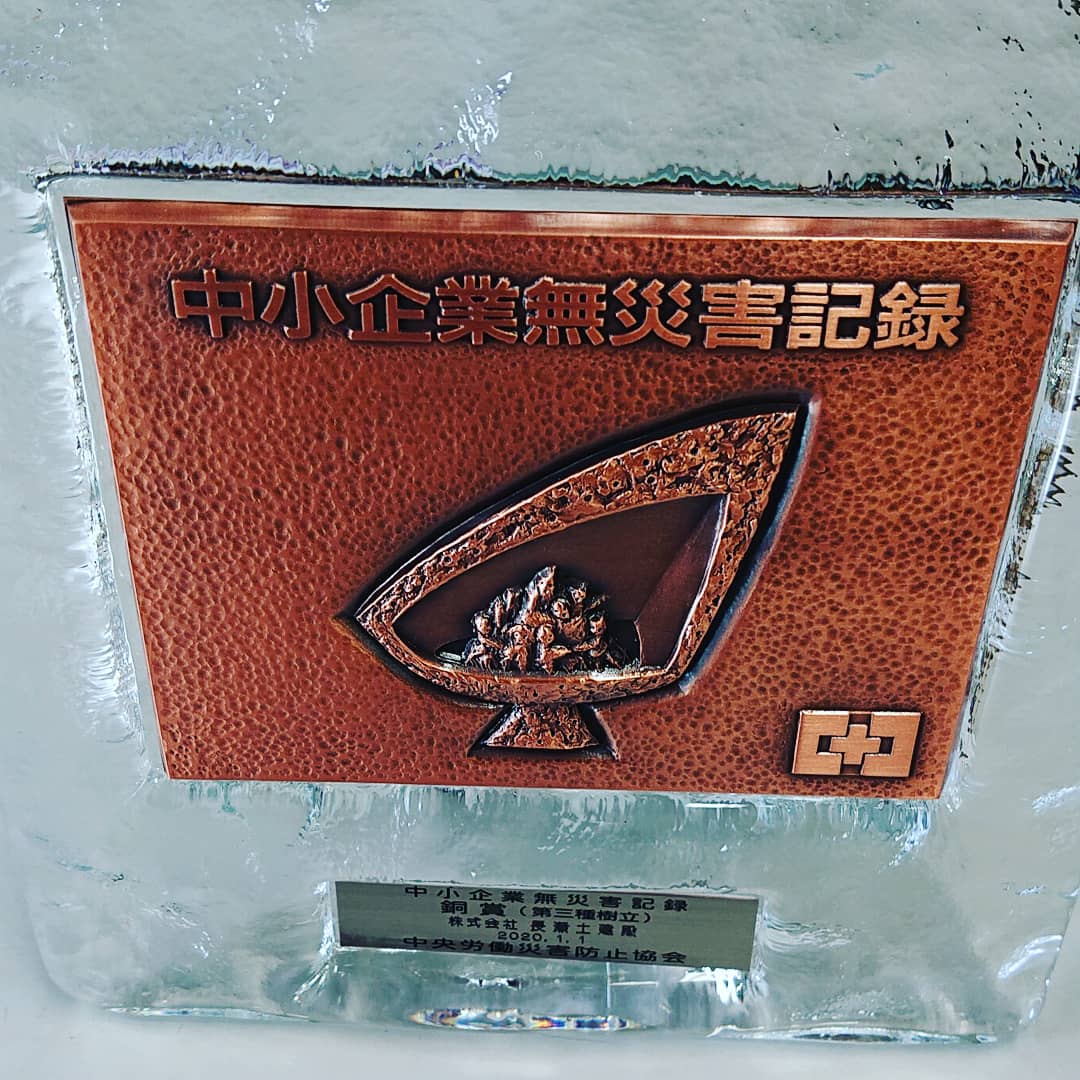 中小企業無災害記録
中小企業無災害記録
銅賞(第三種樹立)
株式会社 長瀬土建殿
2020.1.1
中央労働災害防止協会